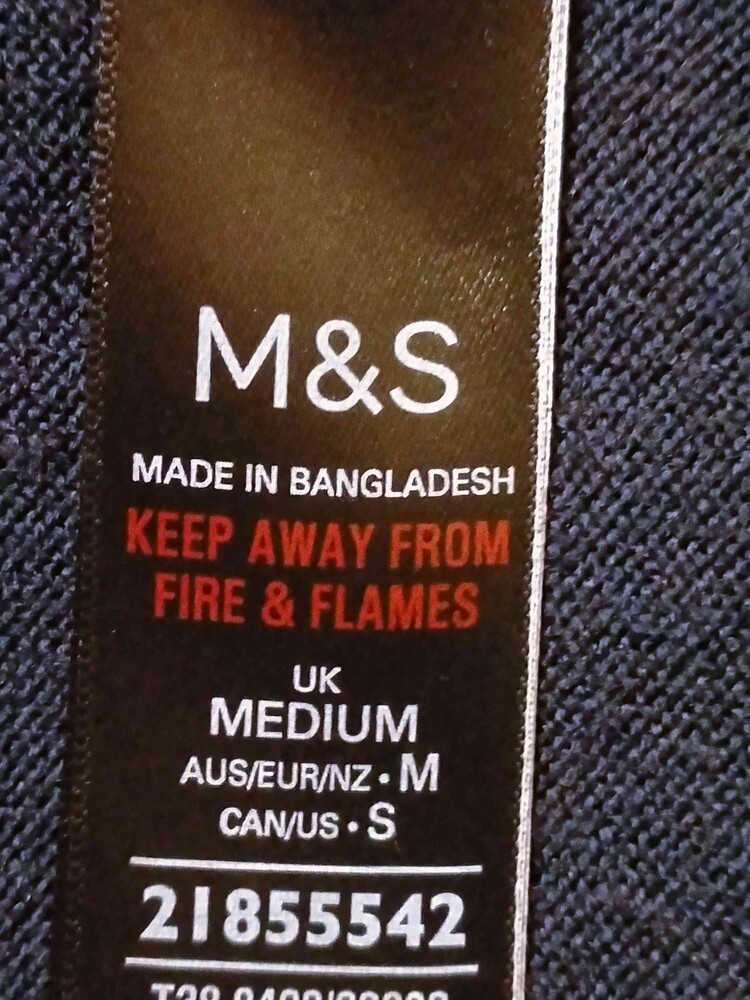 M&S
MADE IN BANGLADESH
KEEP AWAY FROM
FIRE & FLAMES
UK
MEDIUM
AUS/EUR/NZ • M
CAN/US • S
21855542